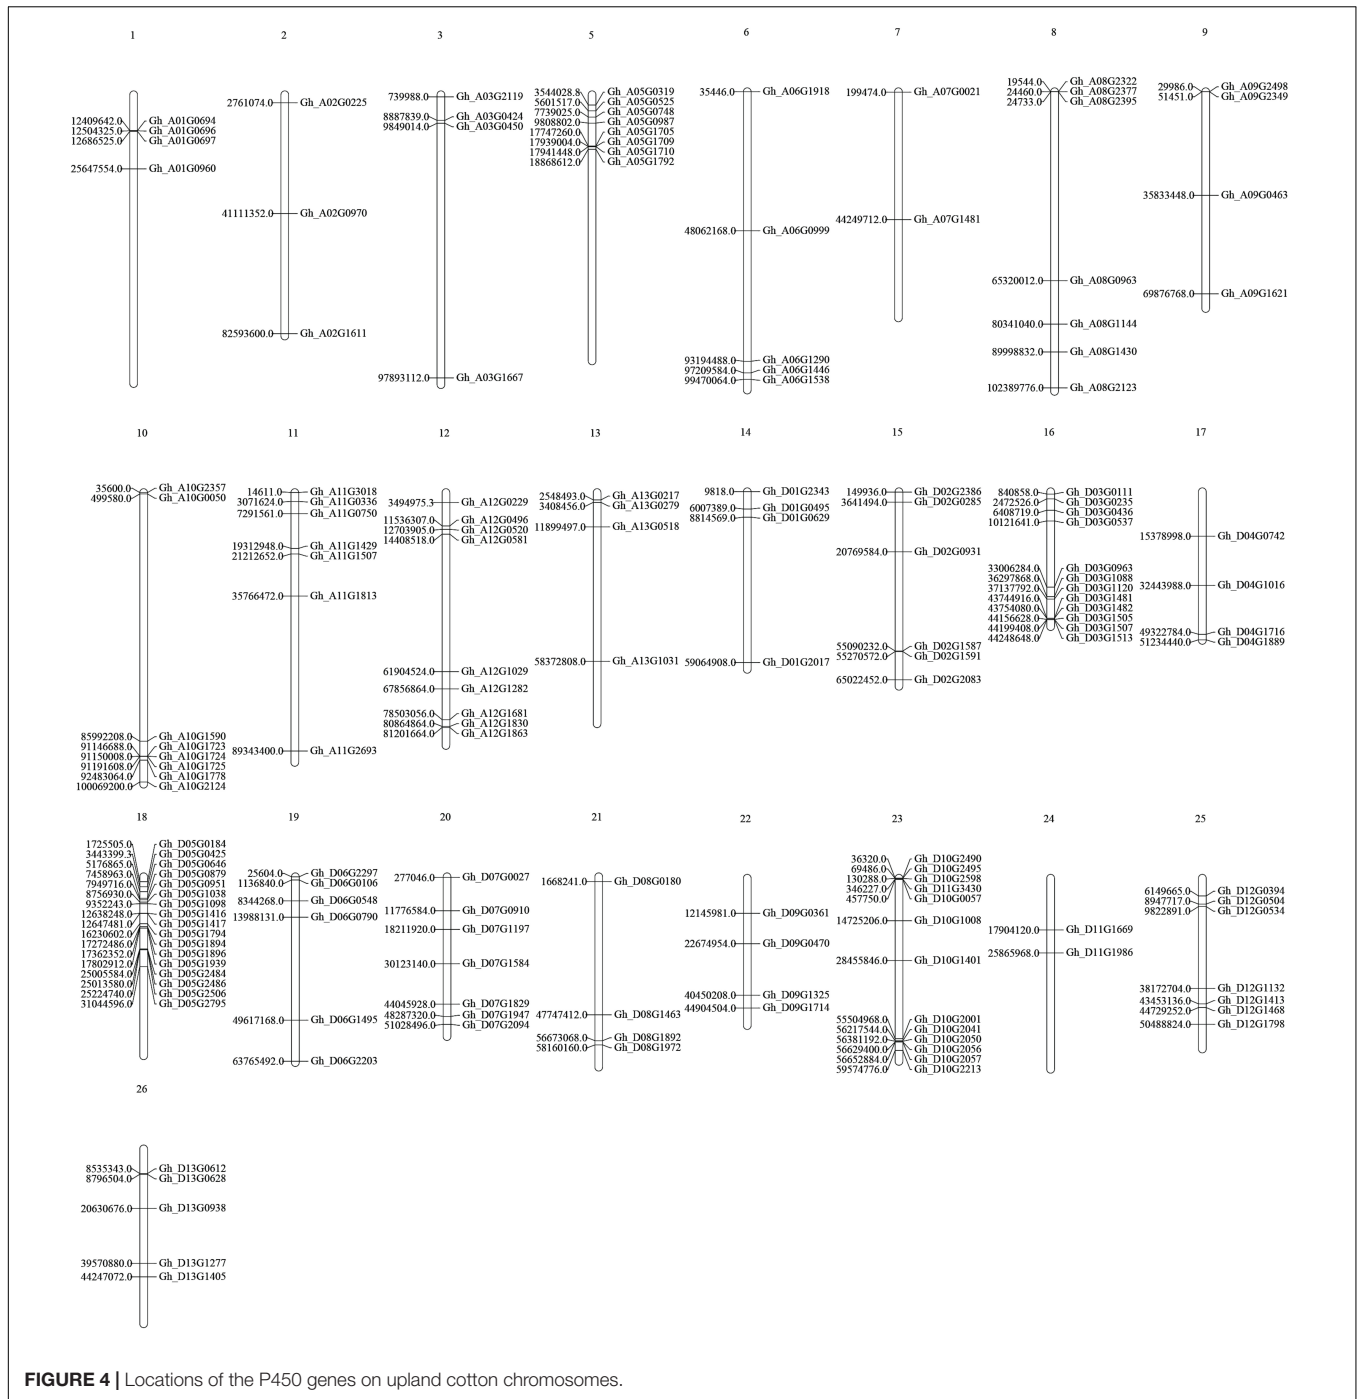 1
12409642.0 Gh_A01G0694
12504325.0 Gh_A01G0696
12686525.0 Gh_A01G0697
25647554.0 Gh_A01G0960
2
2761074.0 Gh_A02G0225
41111352.0 Gh_A02G0970
82593600.0 Gh_A02G1611
3
739988.0 Gh_A03G2119
8887839.0 Gh_A03G0424
9849014.0 Gh_A03G0450
97893112.0 Gh_A03G1667
5
3544028.8 Gh_A05G0319
5601517.0 Gh_A05G0525
7739025.0 Gh_A05G0748
9808802.0 Gh_A05G0987
17747260.0 Gh_A05G1705
17939004.0 Gh_A05G1709
17941448.0 Gh_A05G1710
18868612.0 Gh_A05G1792
6
35446.0 Gh_A06G1918
48062168.0 Gh_A06G0999
93194488.0 Gh_A06G1290
97209584.0 Gh_A06G1446
99470064.0 Gh_A06G1538
7
199474.0 Gh_A07G0021
44249712.0 Gh_A07G1481
8
19544.0 Gh_A08G2322
24460.0 Gh_A08G2377
24733.0 Gh_A08G2395
65320012.0 Gh_A08G0963
80341040.0 Gh_A08G1144
89998832.0 Gh_A08G1430
102389776.0 Gh_A08G2123
9
29986.0 Gh_A09G2498
51451.0 Gh_A09G2349
35833448.0 Gh_A09G0463
69876768.0 Gh_A09G1621
10
35600.0 Gh_A10G2357
499580.0 Gh_A10G0050
85992208.0 Gh_A10G1590
91146688.0 Gh_A10G1723
91150008.0 Gh_A10G1724
91191608.0 Gh_A10G1725
92483064.0 Gh_A10G1778
100069200.0 Gh_A10G2124
11
14611.0 Gh_A11G3018
3071624.0 Gh_A11G0336
7291561.0 Gh_A11G0750
19312948.0 Gh_A11G1429
21212652.0 Gh_A11G1507
35766472.0 Gh_A11G1813
89343400.0 Gh_A11G2693
12
3494975.3 Gh_A12G0229
11536307.0 Gh_A12G0496
12703905.0 Gh_A12G0520
14408518.0 Gh_A12G0581
61904524.0 Gh_A12G1029
67856864.0 Gh_A12G1282
78503056.0 Gh_A12G1681
80864864.0 Gh_A12G1830
81201664.0 Gh_A12G1863
13
2548493.0 Gh_A13G0217
3408456.0 Gh_A13G0279
11899497.0 Gh_A13G0518
58372808.0 Gh_A13G1031
14
9818.0 Gh_D01G2343
6007389.0 Gh_D01G0495
8814569.0 Gh_D01G0629
59064908.0 Gh_D01G2017
15
149936.0 Gh_D02G2386
3641494.0 Gh_D02G0285
20769584.0 Gh_D02G0931
55090232.0 Gh_D02G1587
55270572.0 Gh_D02G1591
65022452.0 Gh_D02G2083
16
840858.0 Gh_D03G0111
2472526.0 Gh_D03G0235
6408719.0 Gh_D03G0436
10121641.0 Gh_D03G0537
33006284.0 Gh_D03G0963
36297868.0 Gh_D03G1088
37137792.0 Gh_D03G1120
43744916.0 Gh_D03G1481
43754080.0 Gh_D03G1482
44156628.0 Gh_D03G1505
44199408.0 Gh_D03G1507
44248648.0 Gh_D03G1513
17
15378998.0 Gh_D04G0742
32443988.0 Gh_D04G1016
49322784.0 Gh_D04G1716
51234440.0 Gh_D04G1889
18
1725505.0 Gh_D05G0184
3443399.3 Gh_D05G0425
5176865.0 Gh_D05G0646
7458963.0 Gh_D05G0879
7949716.0 Gh_D05G0951
8756930.0 Gh_D05G1038
9352243.0 Gh_D05G1098
12638248.0 Gh_D05G1416
12647481.0 Gh_D05G1417
16230602.0 Gh_D05G1794
17272486.0 Gh_D05G1894
17362352.0 Gh_D05G1896
17802912.0 Gh_D05G1939
25005584.0 Gh_D05G2484
25013580.0 Gh_D05G2486
25224740.0 Gh_D05G2506
31044596.0 Gh_D05G2795
19
25604.0 Gh_D06G2297
1136840.0 Gh_D06G0106
8344268.0 Gh_D06G0548
13988131.0 Gh_D06G0790
49617168.0 Gh_D06G1495
63765492.0 Gh_D06G2203
20
277046.0 Gh_D07G0027
11776584.0 Gh_D07G0910
18211920.0 Gh_D07G1197
30123140.0 Gh_D07G1584
44045928.0 Gh_D07G1829
48287320.0 Gh_D07G1947
51028496.0 Gh_D07G2094
21
1668241.0 Gh_D08G0180
47747412.0 Gh_D08G1463
56673068.0 Gh_D08G1892
58160160.0 Gh_D08G1972
22
12145981.0 Gh_D09G0361
22674954.0 Gh_D09G0470
40450208.0 Gh_D09G1325
44904504.0 Gh_D09G1714
23
36320.0 Gh_D10G2490
69486.0 Gh_D10G2495
130288.0 Gh_D10G2598
346227.0 Gh_D11G3430
457750.0 Gh_D10G0057
14725206.0 Gh_D10G1008
28455846.0 Gh_D10G1401
55504968.0 Gh_D10G2001
56217544.0 Gh_D10G2041
56381192.0 Gh_D10G2050
56629400.0 Gh_D10G2056
56652884.0 Gh_D10G2057
59574776.0 Gh_D10G2213
24
17904120.0 Gh_D11G1669
25865968.0 Gh_D11G1986
25
6149665.0 Gh_D12G0394
8947717.0 Gh_D12G0504
9822891.0 Gh_D12G0534
38172704.0 Gh_D12G1132
43453136.0 Gh_D12G1413
44729252.0 Gh_D12G1468
50488824.0 Gh_D12G1798
26
8535343.0 Gh_D13G0612
8796504.0 Gh_D13G0628
20630676.0 Gh_D13G0938
39570880.0 Gh_D13G1277
44247072.0 Gh_D13G1405
FIGURE 4 | Locations of the P450 genes on upland cotton chromosomes.